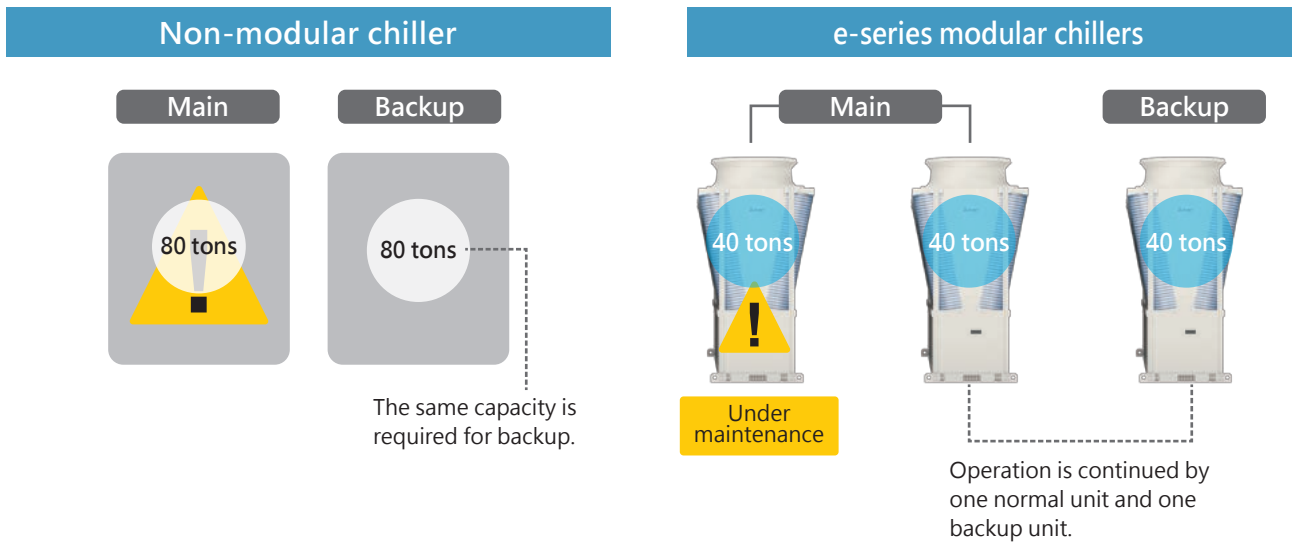 Non-modular chiller
Main
Backup
80 tons
80 tons
The same capacity is
required for backup.
e-series modular chillers
Main
Backup
40 tons
40 tons
40 tons
Under
maintenance
Operation is continued by
one normal unit and one
backup unit.